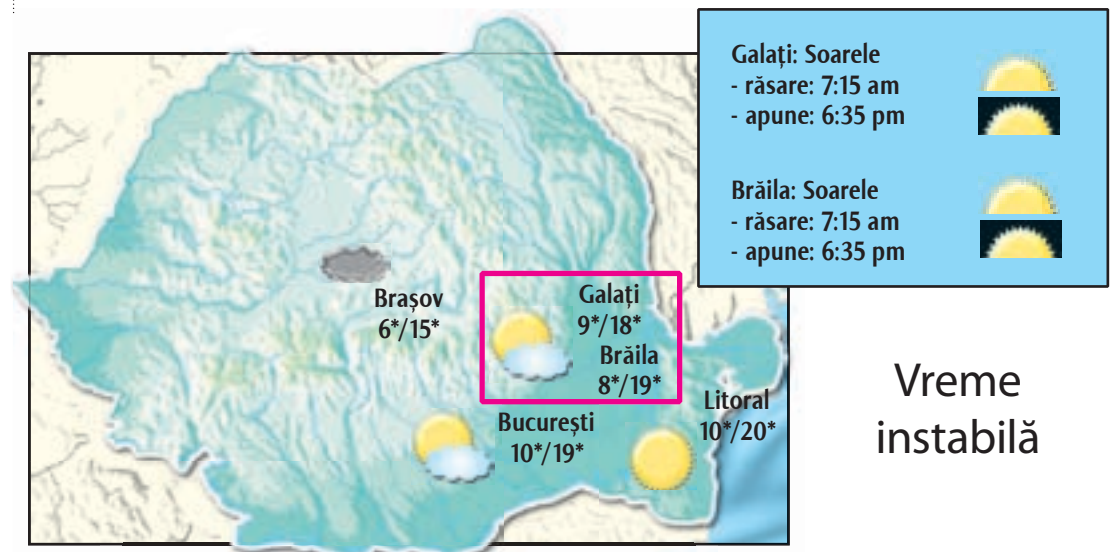 Galați: Soarele
- răsare: 7:15 am
- apune: 6:35 pm
Brăila: Soarele
- răsare: 7:15 am
- apune: 6:35 pm
Brașov
6*/15*
Galați
9*/18*
Brăila
8*/19*
București
10*/19*
Litoral
10*/20*
Vreme
instabilă